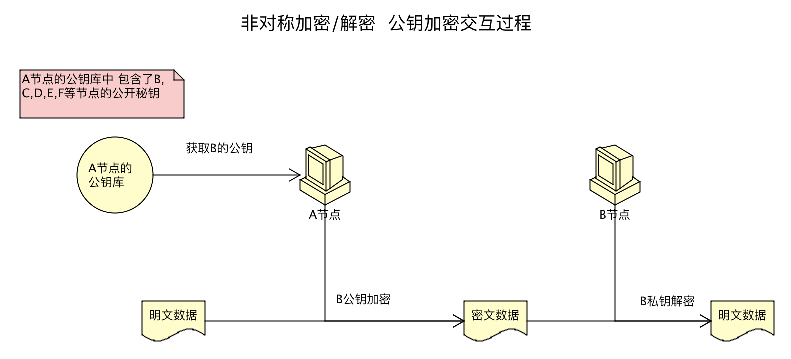 非对称加密/解密 公钥加密交互过程
A节点的公钥库中 包含了B,
C,D,E,F等节点的公开秘钥
获取B的公钥
A节点的
公钥库
A节点
B节点
B公钥加密
B私钥解密
明文数据
密文数据
明文数据